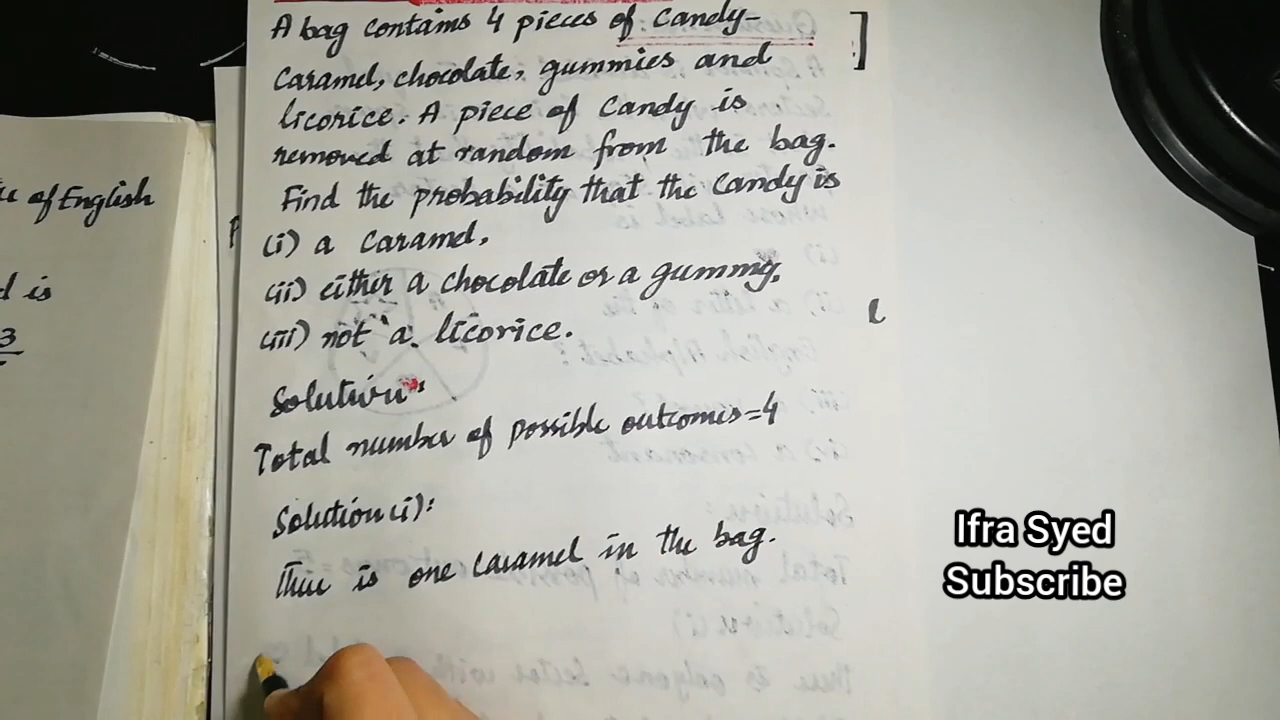 A bag contains 4 pieces of Candy-
Caramel, chocolate, gummies and
licorice. A piece of Candy is
removed at random from the bag.
Find the probability that the Candy is
(i) a Caramel,
(ii) either a chocolate or a gummy,
(iii) not a licorice.
Solution:
Total number of possible outcomes=4
Solution(i):
There is one Caramel in the bag.
of English
is
3
Ifra Syed
Subscribe